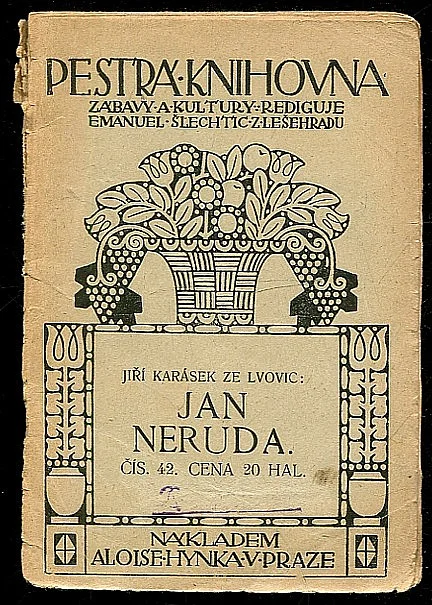 PESTRÁ·KNIHOVNA
ZÁBAVY·A·KULTURY·REDIGUJE
EMANUEL·ŠLECHTIC·Z·LEŠEHRADU
JIŘÍ KARÁSEK ZE LVOVIC:
JAN
NERUDA.
ČÍS. 42. CENA 20 HAL.
NÁKLADEM
ALOISE·HYNKA·V·PRAZE